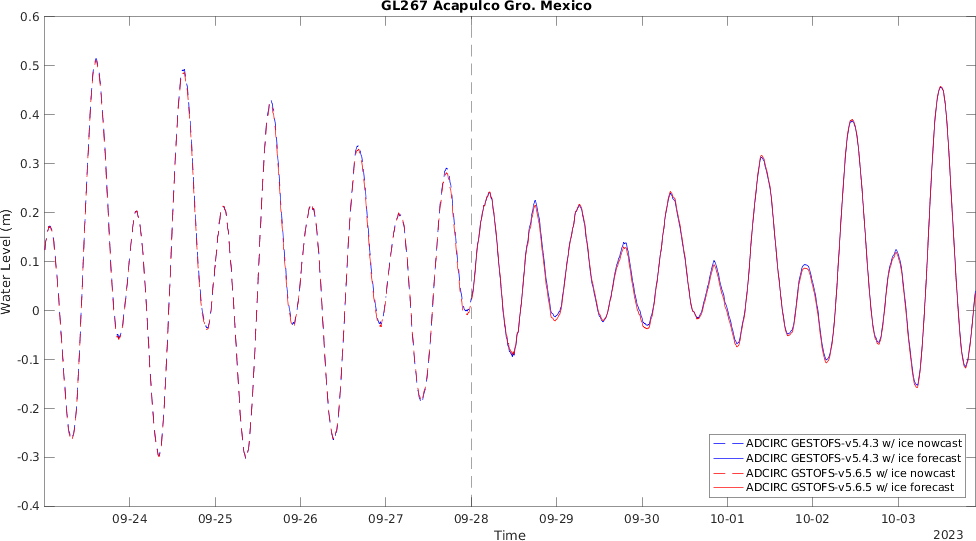 GL267 Acapulco Gro. Mexico
0.6
0.5
0.4
0.3
0.2
0.1
0
-0.1
-0.2
-0.3
-0.4
Water Level (m)
09-24 09-25 09-26 09-27 09-28 09-29 09-30 10-01 10-02 10-03
Time
2023
ADCIRC GESTOFS-v5.4.3 w/ ice nowcast
ADCIRC GESTOFS-v5.4.3 w/ ice forecast
ADCIRC GSTOFS-v5.6.5 w/ ice nowcast
ADCIRC GSTOFS-v5.6.5 w/ ice forecast